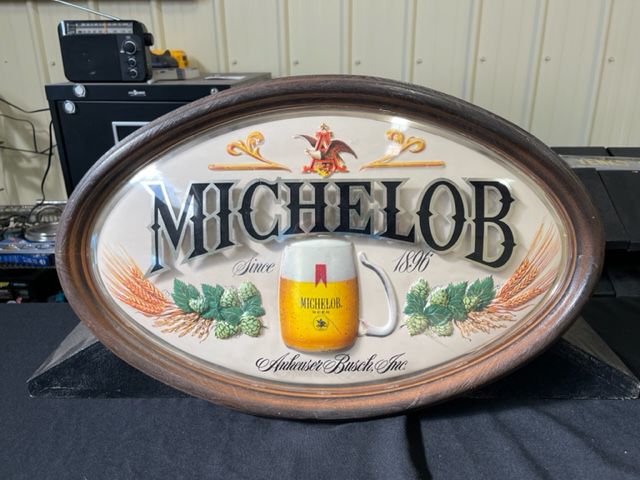 MICHELOB
Since 1896
MICHELOB.
BEER
Anheuser-Busch, Inc.